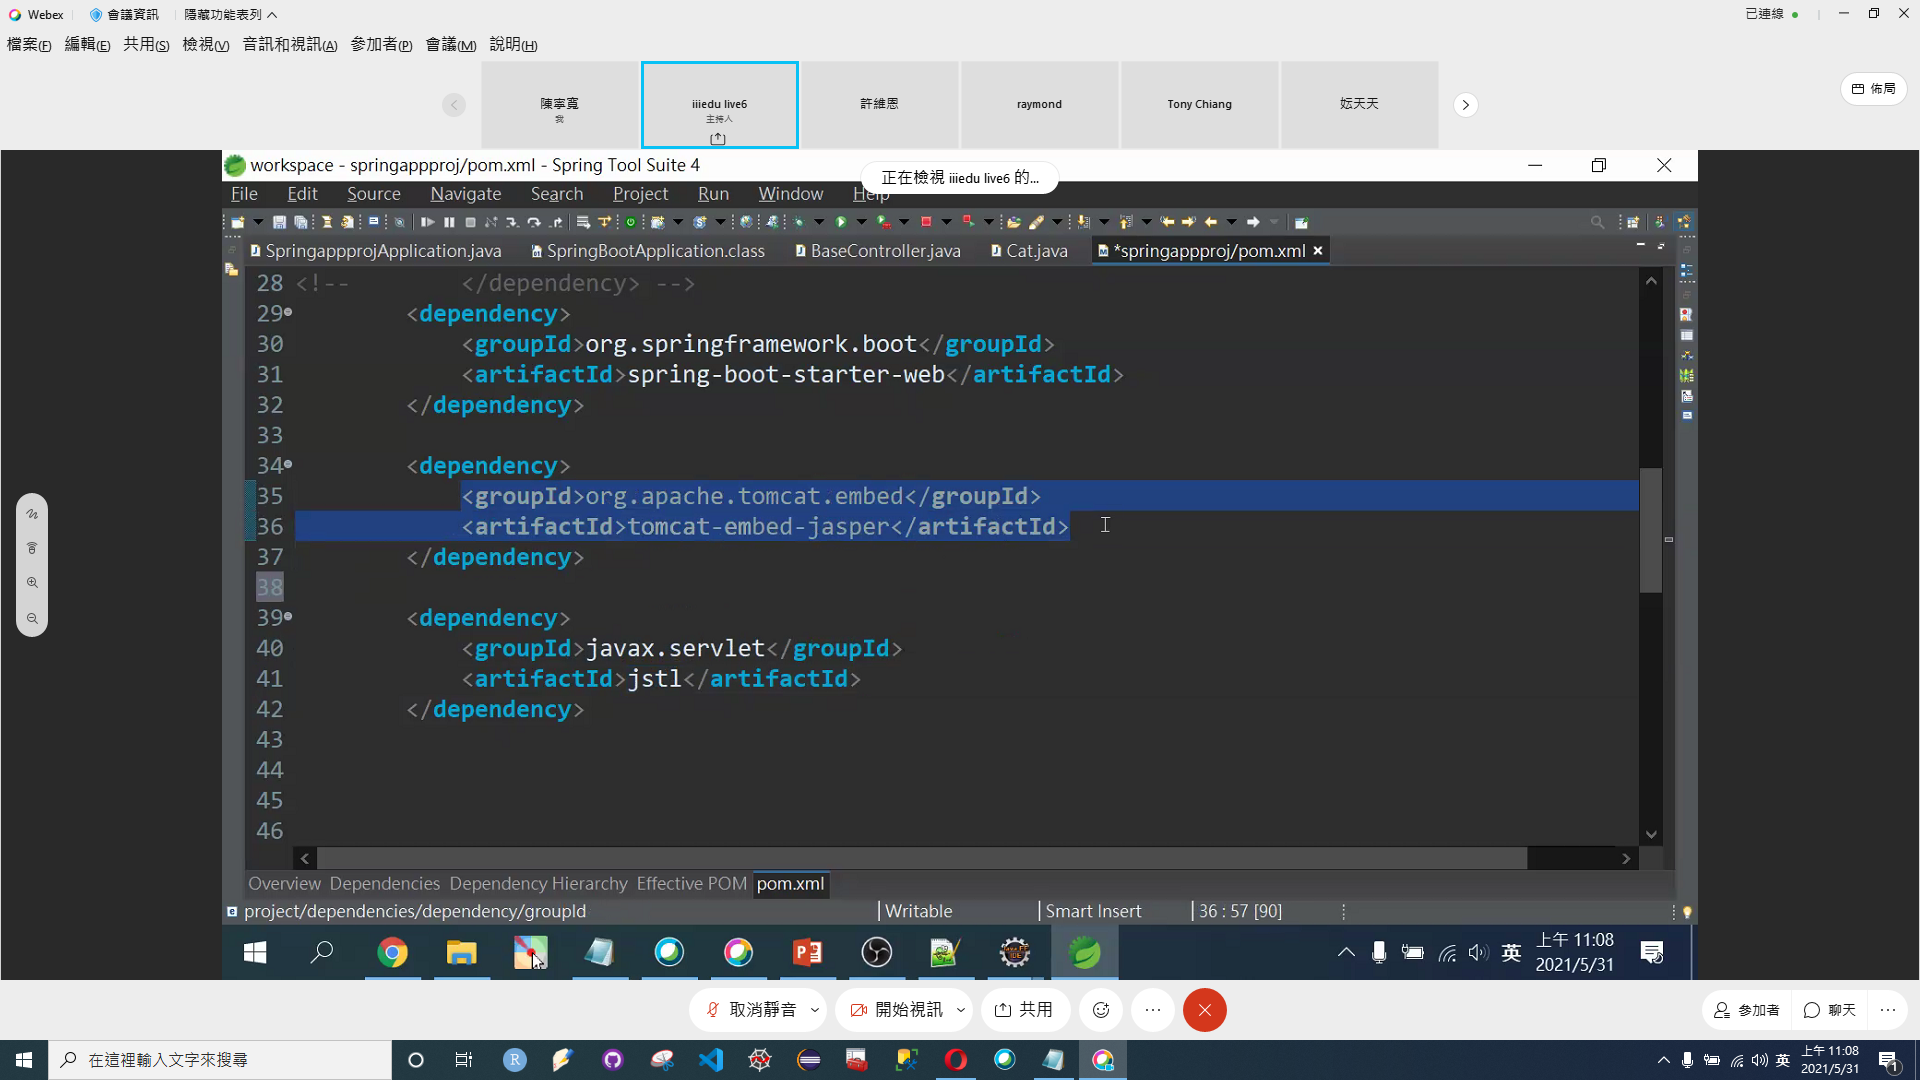 Webex 會議資訊 隱藏功能表列 已連線
檔案(F) 編輯(E) 共用(S) 檢視(V) 音訊和視訊(A) 參加者(P) 會議(M) 說明(H)
陳寧寬
我
iiiedu live6
主持人
許維恩
raymond
Tony Chiang
妘天天
佈局
workspace - springappproj/pom.xml - Spring Tool Suite 4
正在檢視 iiiedu live6 的...
File Edit Source Navigate Search Project Run Window Help
SpringappprojApplication.java SpringBootApplication.class BaseController.java Cat.java *springappproj/pom.xml
28 <!-- </dependency> -->
29 <dependency>
30 <groupId>org.springframework.boot</groupId>
31 <artifactId>spring-boot-starter-web</artifactId>
32 </dependency>
33
34 <dependency>
35 <groupId>org.apache.tomcat.embed</groupId>
36 <artifactId>tomcat-embed-jasper</artifactId>
37 </dependency>
38
39 <dependency>
40 <groupId>javax.servlet</groupId>
41 <artifactId>jstl</artifactId>
42 </dependency>
43
44
45
46
Overview Dependencies Dependency Hierarchy Effective POM pom.xml
project/dependencies/dependency/groupId Writable Smart Insert 36 : 57 [90]
英 上午 11:08
2021/5/31
取消靜音 開始視訊 共用 參加者 聊天
在這裡輸入文字來搜尋
英 上午 11:08
2021/5/31
1